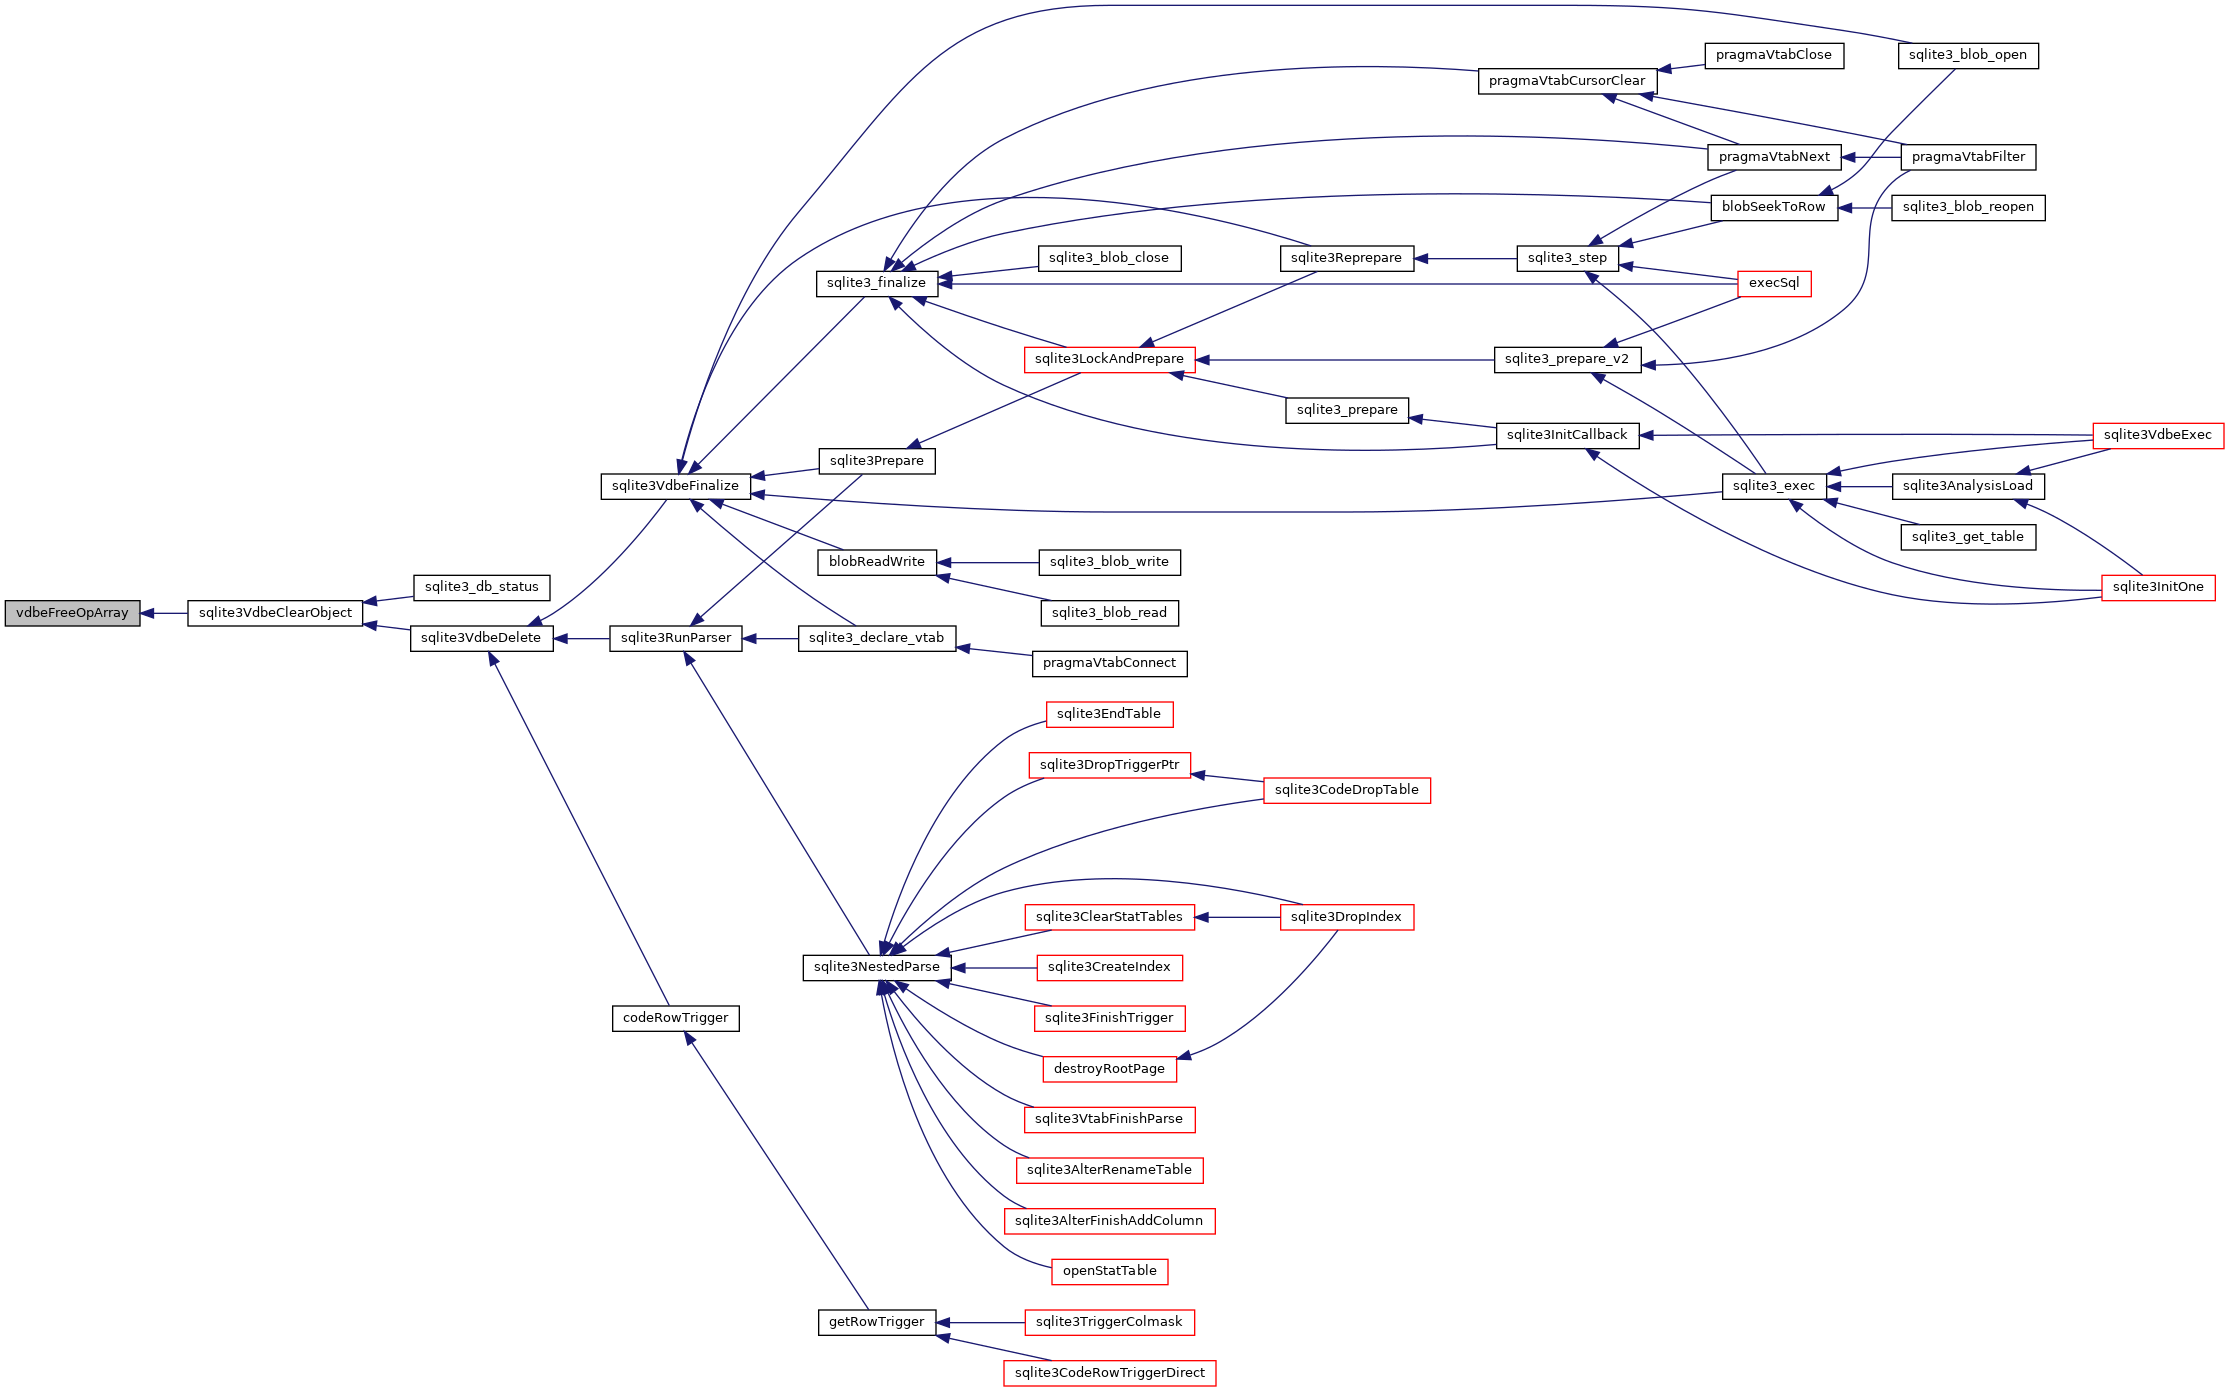 sqlite3_blob_open
pragmaVtabClose
pragmaVtabCursorClear
pragmaVtabNext
pragmaVtabFilter
blobSeekToRow
sqlite3_blob_reopen
sqlite3_blob_close
sqlite3Reprepare
sqlite3_step
sqlite3_finalize
execSql
sqlite3LockAndPrepare
sqlite3_prepare_v2
sqlite3_prepare
sqlite3InitCallback
sqlite3VdbeExec
sqlite3Prepare
sqlite3VdbeFinalize
sqlite3_exec
sqlite3AnalysisLoad
sqlite3_get_table
blobReadWrite
sqlite3_blob_write
sqlite3_db_status
sqlite3InitOne
vdbeFreeOpArray
sqlite3VdbeClearObject
sqlite3_blob_read
sqlite3VdbeDelete
sqlite3RunParser
sqlite3_declare_vtab
pragmaVtabConnect
sqlite3EndTable
sqlite3DropTriggerPtr
sqlite3CodeDropTable
sqlite3ClearStatTables
sqlite3DropIndex
sqlite3NestedParse
sqlite3CreateIndex
codeRowTrigger
sqlite3FinishTrigger
destroyRootPage
sqlite3VtabFinishParse
sqlite3AlterRenameTable
sqlite3AlterFinishAddColumn
openStatTable
getRowTrigger
sqlite3TriggerColmask
sqlite3CodeRowTriggerDirect